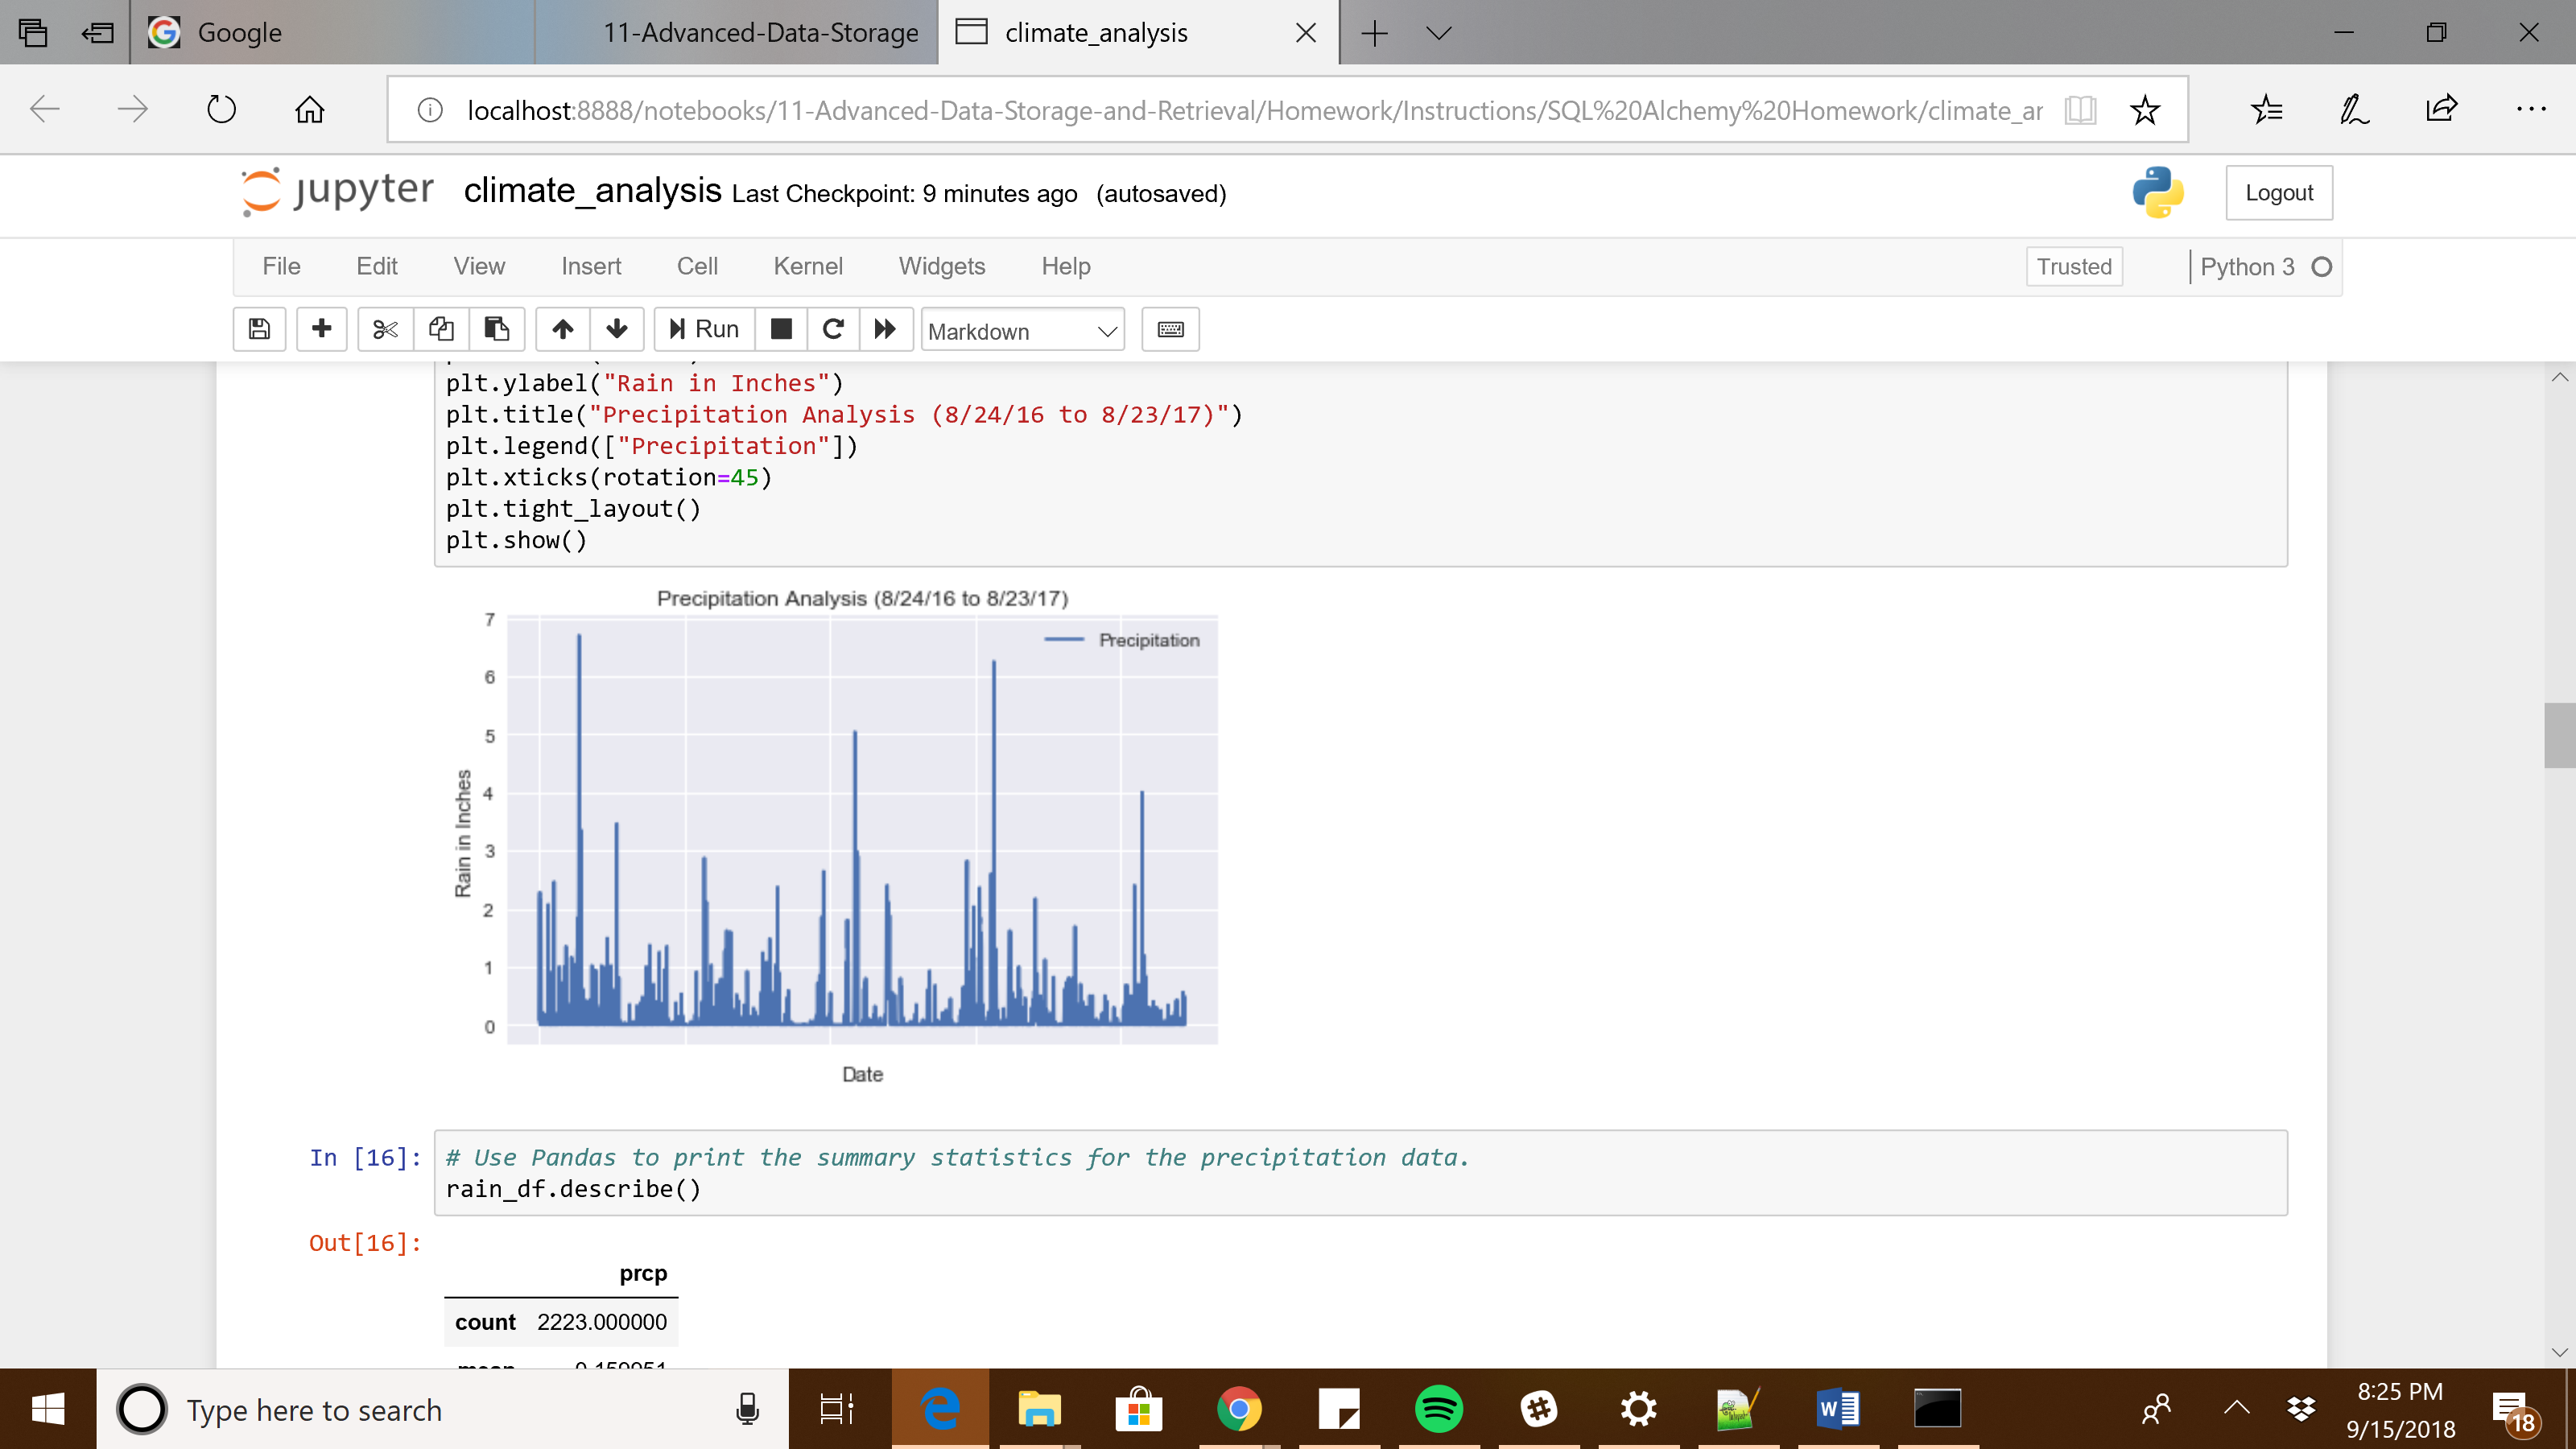 Google
11-Advanced-Data-Storage
climate_analysis
localhost:8888/notebooks/11-Advanced-Data-Storage-and-Retrieval/Homework/Instructions/SQL%20Alchemy%20Homework/climate_ar
jupyter climate_analysis Last Checkpoint: 9 minutes ago (autosaved)
Logout
File Edit View Insert Cell Kernel Widgets Help
Trusted
Python 3
Run
Markdown
plt.ylabel("Rain in Inches")
plt.title("Precipitation Analysis (8/24/16 to 8/23/17)")
plt.legend(["Precipitation"])
plt.xticks(rotation=45)
plt.tight_layout()
plt.show()
Precipitation Analysis (8/24/16 to 8/23/17)
Precipitation
7
6
5
4
3
2
1
0
Rain in Inches
Date
In [16]:
# Use Pandas to print the summary statistics for the precipitation data.
rain_df.describe()
Out[16]:
prcp
count 2223.000000
Type here to search
8:25 PM
9/15/2018
18